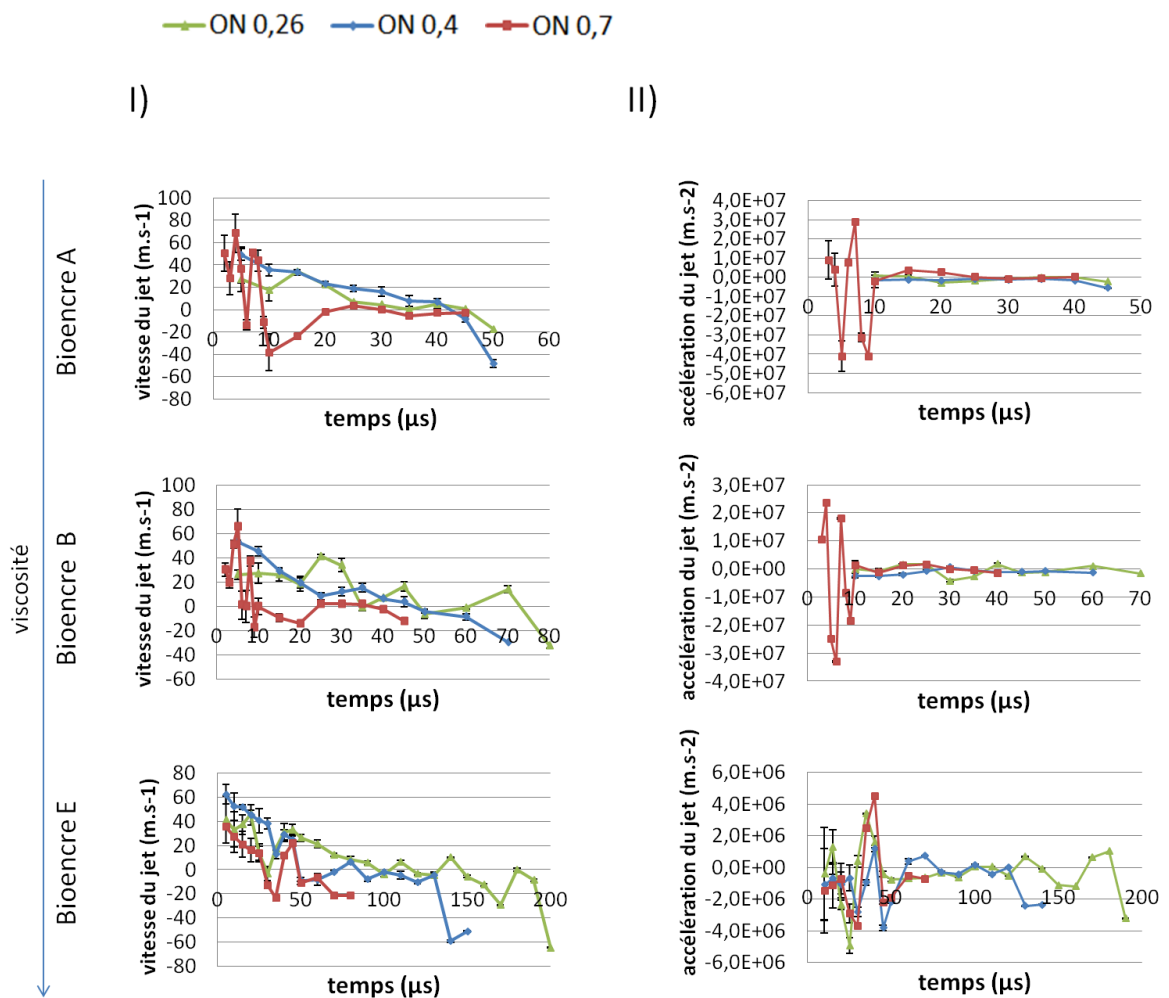 ON 0,26 ON 0,4 ON 0,7
I) II)
viscosité
Bioencre A
vitesse du jet (m.s-1)
100
80
60
40
20
0
-20
-40
-60
-80
0 10 20 30 40 50 60
temps (µs)
accélération du jet (m.s-2)
4,0E+07
3,0E+07
2,0E+07
1,0E+07
0,0E+00
-1,0E+07
-2,0E+07
-3,0E+07
-4,0E+07
-5,0E+07
-6,0E+07
0 10 20 30 40 50
temps (µs)
Bioencre B
vitesse du jet (m.s-1)
100
80
60
40
20
0
-20
-40
-60
0 10 20 30 40 50 60 70 80
temps (µs)
accélération du jet (m.s-2)
3,0E+07
2,0E+07
1,0E+07
0,0E+00
-1,0E+07
-2,0E+07
-3,0E+07
-4,0E+07
0 10 20 30 40 50 60 70
temps (µs)
Bioencre E
vitesse du jet (m.s-1)
80
60
40
20
0
-20
-40
-60
-80
0 50 100 150 200
temps (µs)
accélération du jet (m.s-2)
6,0E+06
4,0E+06
2,0E+06
0,0E+00
-2,0E+06
-4,0E+06
-6,0E+06
0 50 100 150 200
temps (µs)